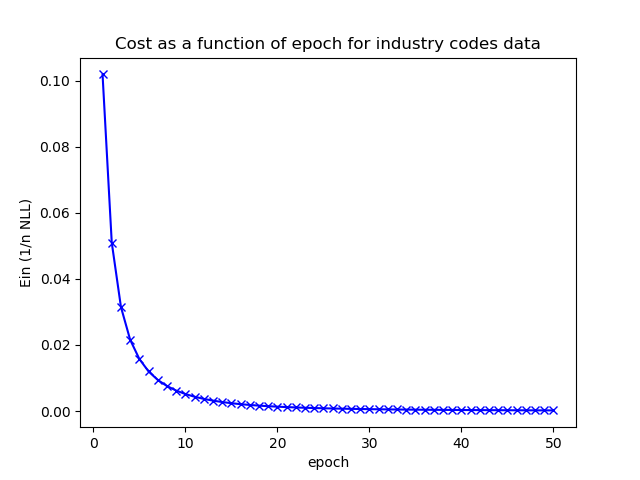 Cost as a function of epoch for industry codes data
Ein (1/n NLL)
0.10
0.08
0.06
0.04
0.02
0.00
0 10 20 30 40 50
epoch